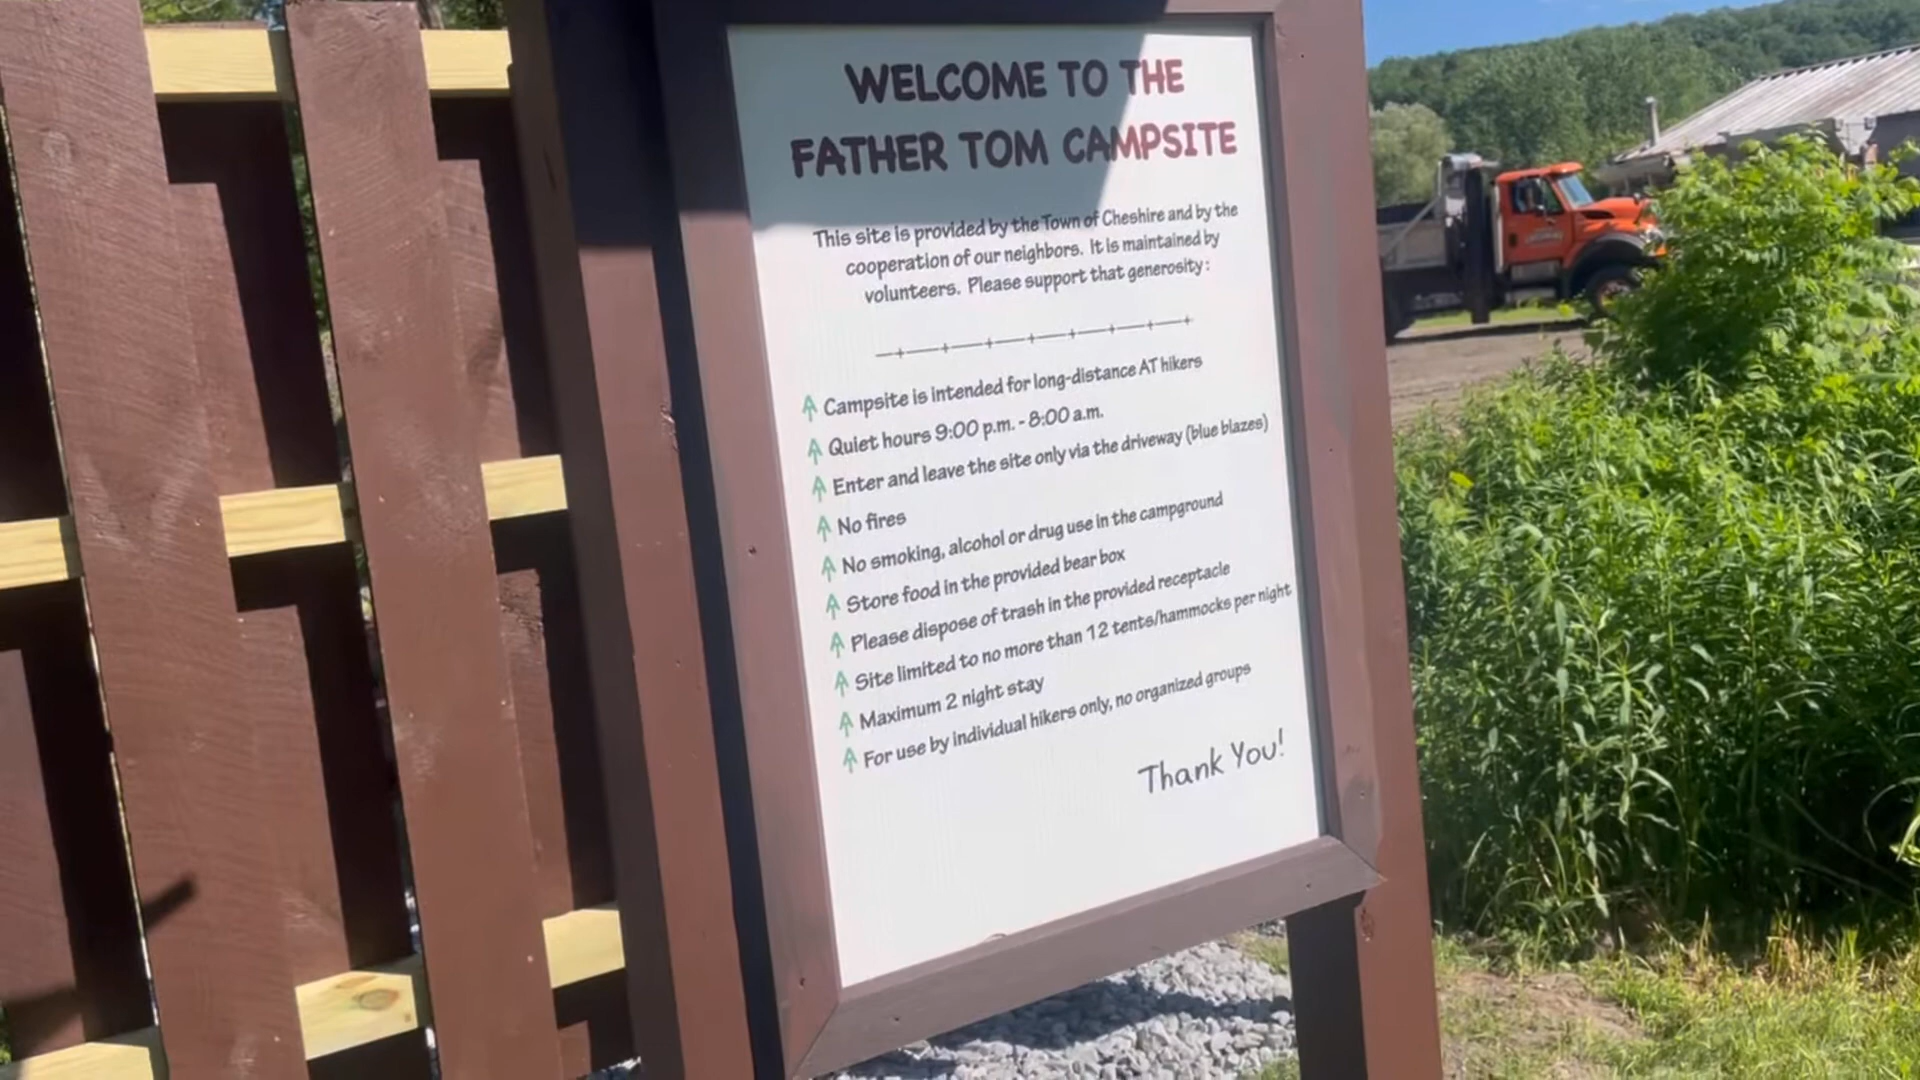 WELCOME TO THE
FATHER TOM CAMPSITE
This site is provided by the Town of Cheshire and by the
cooperation of our neighbors. It is maintained by
volunteers. Please support that generosity:
Campsite is intended for long-distance AT hikers
Quiet hours 9:00 p.m. - 8:00 a.m.
Enter and leave the site only via the driveway (blue blazes)
No fires
No smoking, alcohol or drug use in the campground
Store food in the provided bear box
Please dispose of trash in the provided receptacle
Site limited to no more than 12 tents/hammocks per night
Maximum 2 night stay
For use by individual hikers only, no organized groups
Thank You!